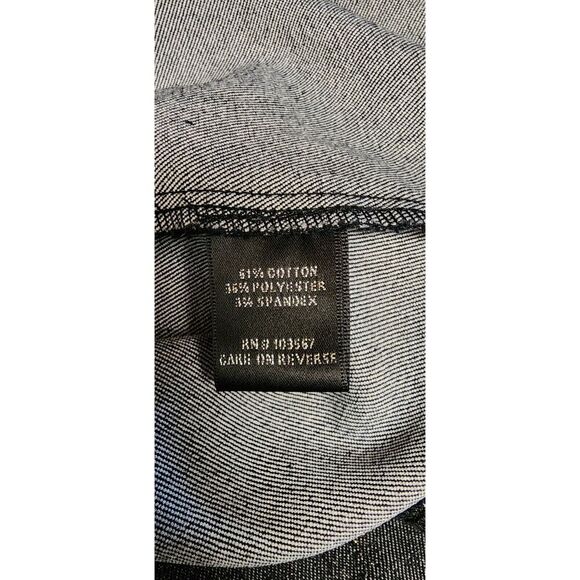 61% COTTON
36% POLYESTER
3% SPANDEX
RN# 103567
CARE ON REVERSE